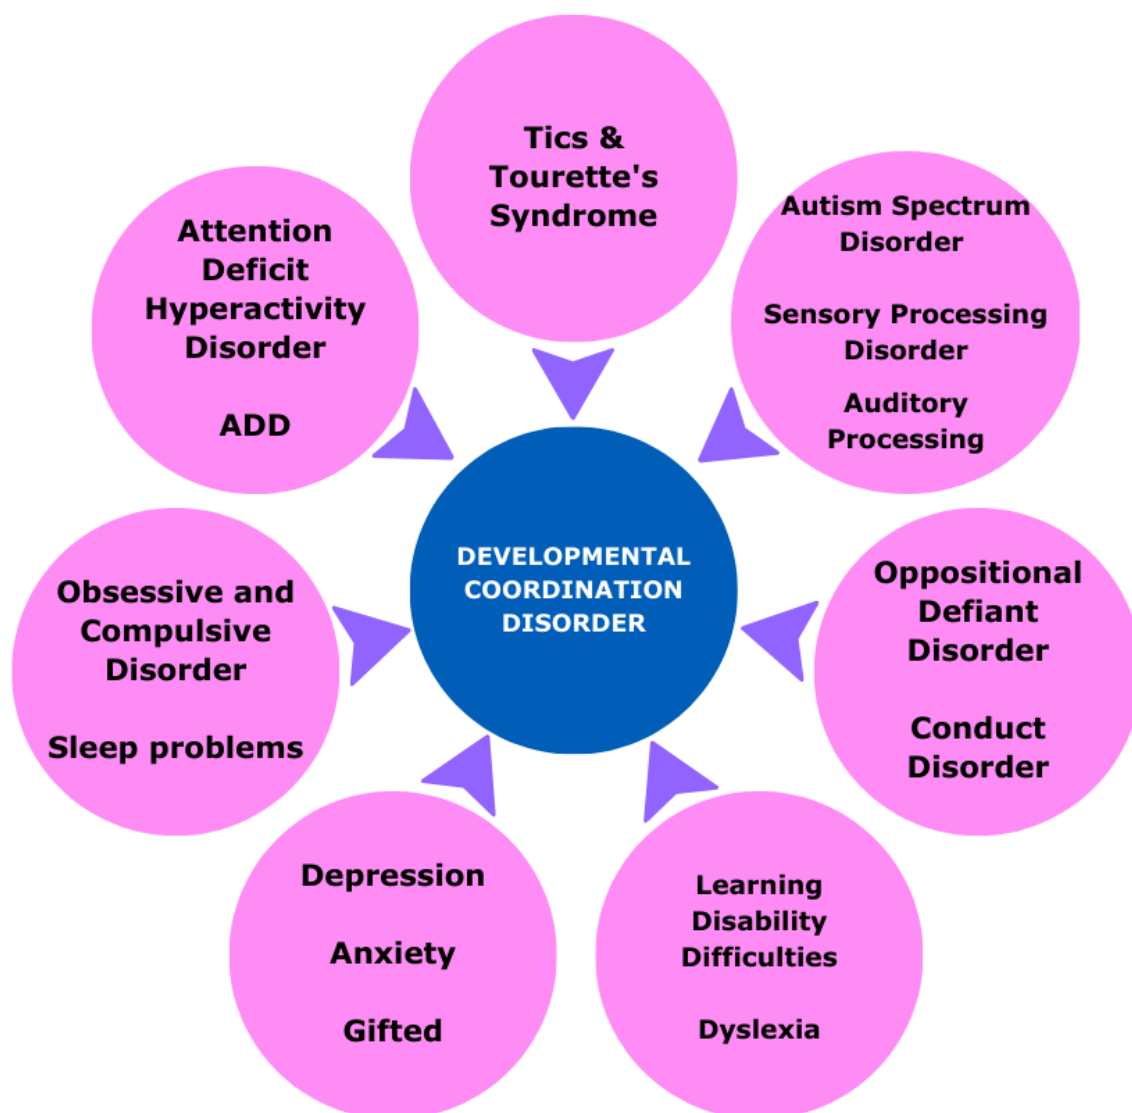 Tics &
Tourette's
Syndrome
Autism Spectrum
Disorder
Sensory Processing
Disorder
Auditory
Processing
Oppositional
Defiant
Disorder
Conduct
Disorder
Learning
Disability
Difficulties
Dyslexia
Depression
Anxiety
Gifted
Obsessive and
Compulsive
Disorder
Sleep problems
Attention
Deficit
Hyperactivity
Disorder
ADD
DEVELOPMENTAL
COORDINATION
DISORDER